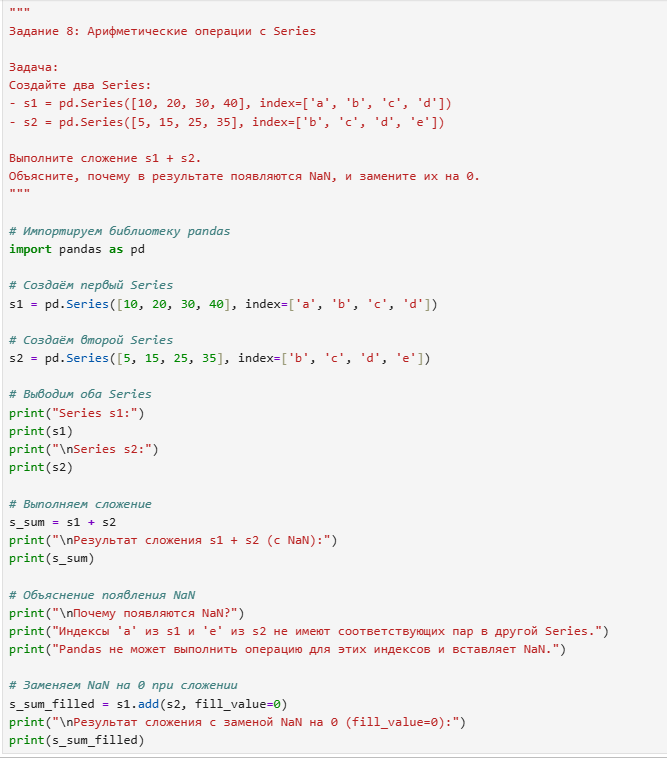 """
Задание 8: Арифметические операции с Series

Задача:
Создайте два Series:
- s1 = pd.Series([10, 20, 30, 40], index=['a', 'b', 'c', 'd'])
- s2 = pd.Series([5, 15, 25, 35], index=['b', 'c', 'd', 'e'])

Выполните сложение s1 + s2.
Объясните, почему в результате появляются NaN, и замените их на 0.
"""

# Импортируем библиотеку pandas
import pandas as pd

# Создаём первый Series
s1 = pd.Series([10, 20, 30, 40], index=['a', 'b', 'c', 'd'])

# Создаём второй Series
s2 = pd.Series([5, 15, 25, 35], index=['b', 'c', 'd', 'e'])

# Выводим оба Series
print("Series s1:")
print(s1)
print("\nSeries s2:")
print(s2)

# Выполняем сложение
s_sum = s1 + s2
print("\nРезультат сложения s1 + s2 (с NaN):")
print(s_sum)

# Объяснение появления NaN
print("\nПочему появляются NaN?")
print("Индексы 'a' из s1 и 'e' из s2 не имеют соответствующих пар в другой Series.")
print("Pandas не может выполнить операцию для этих индексов и вставляет NaN.")

# Заменяем NaN на 0 при сложении
s_sum_filled = s1.add(s2, fill_value=0)
print("\nРезультат сложения с заменой NaN на 0 (fill_value=0):")
print(s_sum_filled)